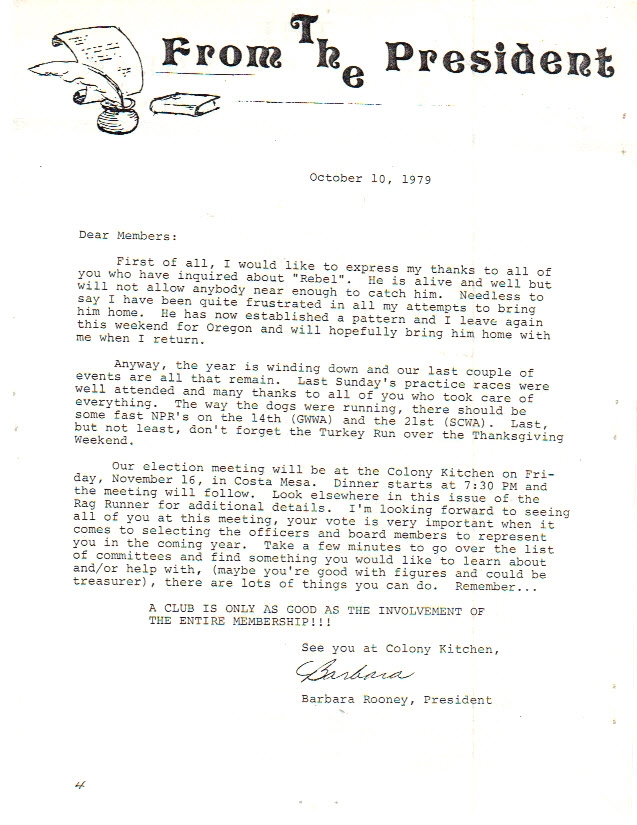 From The President
October 10, 1979
Dear Members:
First of all, I would like to express my thanks to all of
you who have inquired about "Rebel". He is alive and well but
will not allow anybody near enough to catch him. Needless to
say I have been quite frustrated in all my attempts to bring
him home. He has now established a pattern and I leave again
this weekend for Oregon and will hopefully bring him home with
me when I return.
Anyway, the year is winding down and our last couple of
events are all that remain. Last Sunday's practice races were
well attended and many thanks to all of you who took care of
everything. The way the dogs were running, there should be
some fast NPR's on the 14th (GWWA) and the 21st (SCWA). Last,
but not least, don't forget the Turkey Run over the Thanksgiving
Weekend.
Our election meeting will be at the Colony Kitchen on Fri-
day, November 16, in Costa Mesa. Dinner starts at 7:30 PM and
the meeting will follow. Look elsewhere in this issue of the
Rag Runner for additional details. I'm looking forward to seeing
all of you at this meeting, your vote is very important when it
comes to selecting the officers and board members to represent
you in the coming year. Take a few minutes to go over the list
of committees and find something you would like to learn about
and/or help with, (maybe you're good with figures and could be
treasurer), there are lots of things you can do. Remember...
A CLUB IS ONLY AS GOOD AS THE INVOLVEMENT OF
THE ENTIRE MEMBERSHIP!!!
See you at Colony Kitchen,
Barbara
Barbara Rooney, President
4